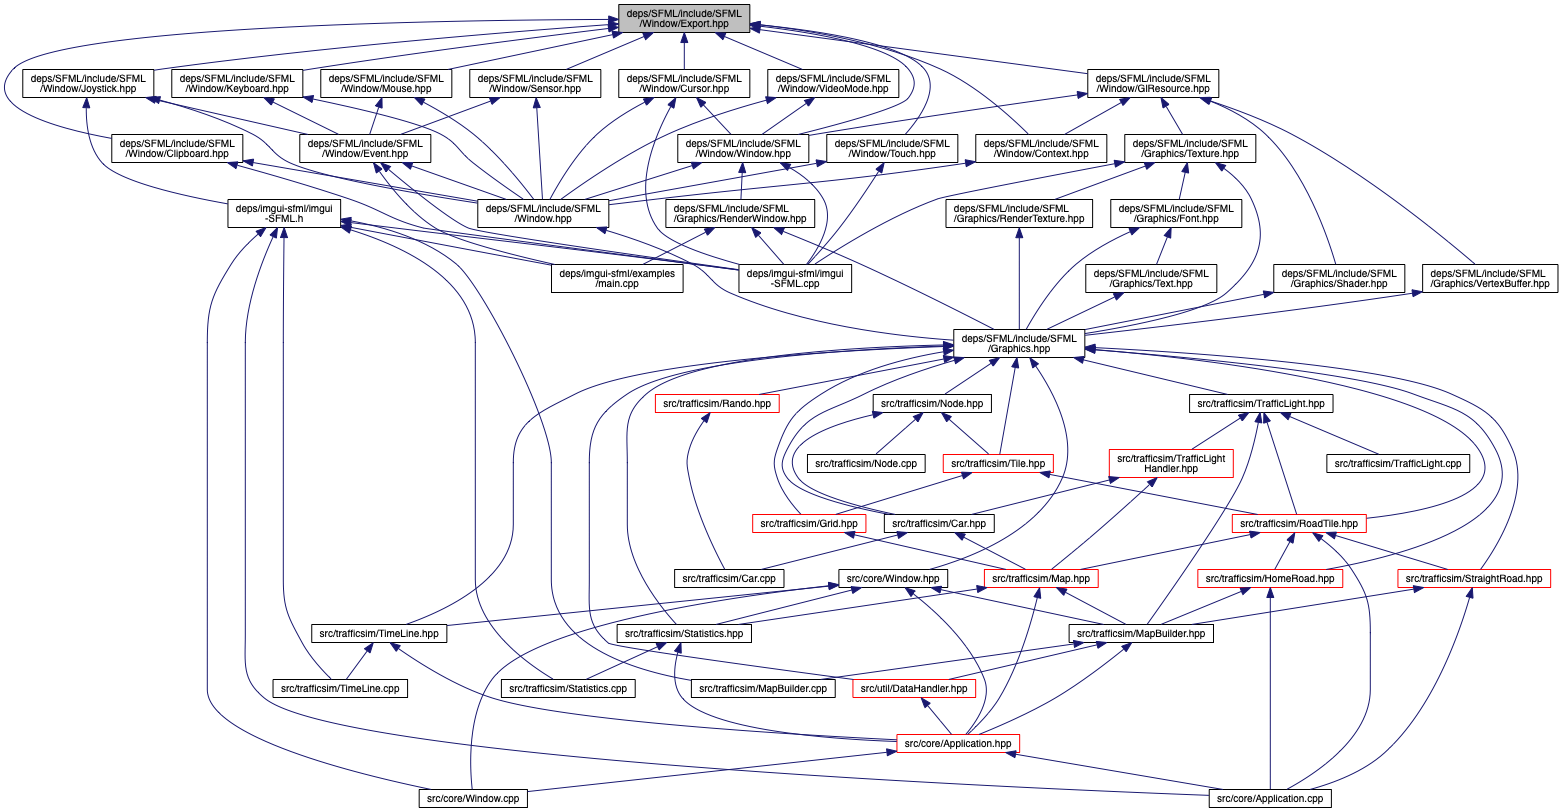 deps/SFML/include/SFML
/Window/Export.hpp
deps/SFML/include/SFML
/Window/Joystick.hpp
deps/SFML/include/SFML
/Window/Keyboard.hpp
deps/SFML/include/SFML
/Window/Mouse.hpp
deps/SFML/include/SFML
/Window/Sensor.hpp
deps/SFML/include/SFML
/Window/Cursor.hpp
deps/SFML/include/SFML
/Window/VideoMode.hpp
deps/SFML/include/SFML
/Window/GlResource.hpp
deps/SFML/include/SFML
/Window/Clipboard.hpp
deps/SFML/include/SFML
/Window/Event.hpp
deps/SFML/include/SFML
/Window/Window.hpp
deps/SFML/include/SFML
/Window/Touch.hpp
deps/SFML/include/SFML
/Window/Context.hpp
deps/SFML/include/SFML
/Graphics/Texture.hpp
deps/imgui-sfml/imgui
-SFML.h
deps/SFML/include/SFML
/Window.hpp
deps/SFML/include/SFML
/Graphics/RenderWindow.hpp
deps/SFML/include/SFML
/Graphics/RenderTexture.hpp
deps/SFML/include/SFML
/Graphics/Font.hpp
deps/imgui-sfml/examples
/main.cpp
deps/imgui-sfml/imgui
-SFML.cpp
deps/SFML/include/SFML
/Graphics/Text.hpp
deps/SFML/include/SFML
/Graphics/Shader.hpp
deps/SFML/include/SFML
/Graphics/VertexBuffer.hpp
deps/SFML/include/SFML
/Graphics.hpp
src/trafficsim/Rando.hpp
src/trafficsim/Node.hpp
src/trafficsim/TrafficLight.hpp
src/trafficsim/Node.cpp
src/trafficsim/Tile.hpp
src/trafficsim/TrafficLight
Handler.hpp
src/trafficsim/TrafficLight.cpp
src/trafficsim/Grid.hpp
src/trafficsim/Car.hpp
src/trafficsim/RoadTile.hpp
src/trafficsim/Car.cpp
src/core/Window.hpp
src/trafficsim/Map.hpp
src/trafficsim/HomeRoad.hpp
src/trafficsim/StraightRoad.hpp
src/trafficsim/TimeLine.hpp
src/trafficsim/Statistics.hpp
src/trafficsim/MapBuilder.hpp
src/trafficsim/TimeLine.cpp
src/trafficsim/Statistics.cpp
src/trafficsim/MapBuilder.cpp
src/util/DataHandler.hpp
src/core/Application.hpp
src/core/Window.cpp
src/core/Application.cpp